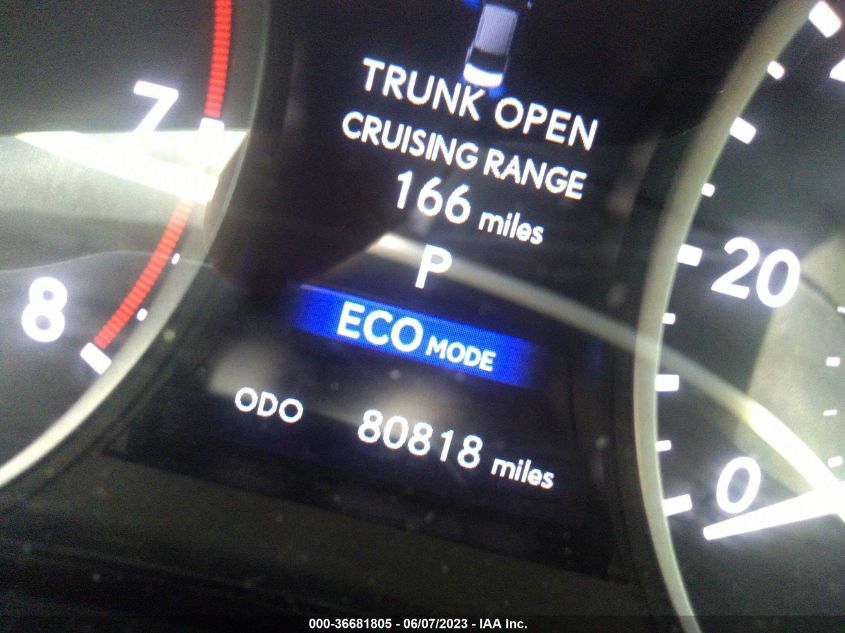 TRUNK OPEN
CRUISING RANGE
166 miles
P
ECO MODE
ODO 80818 miles
7
8
20
0
000-36681805 - 06/07/2023 - IAA Inc.